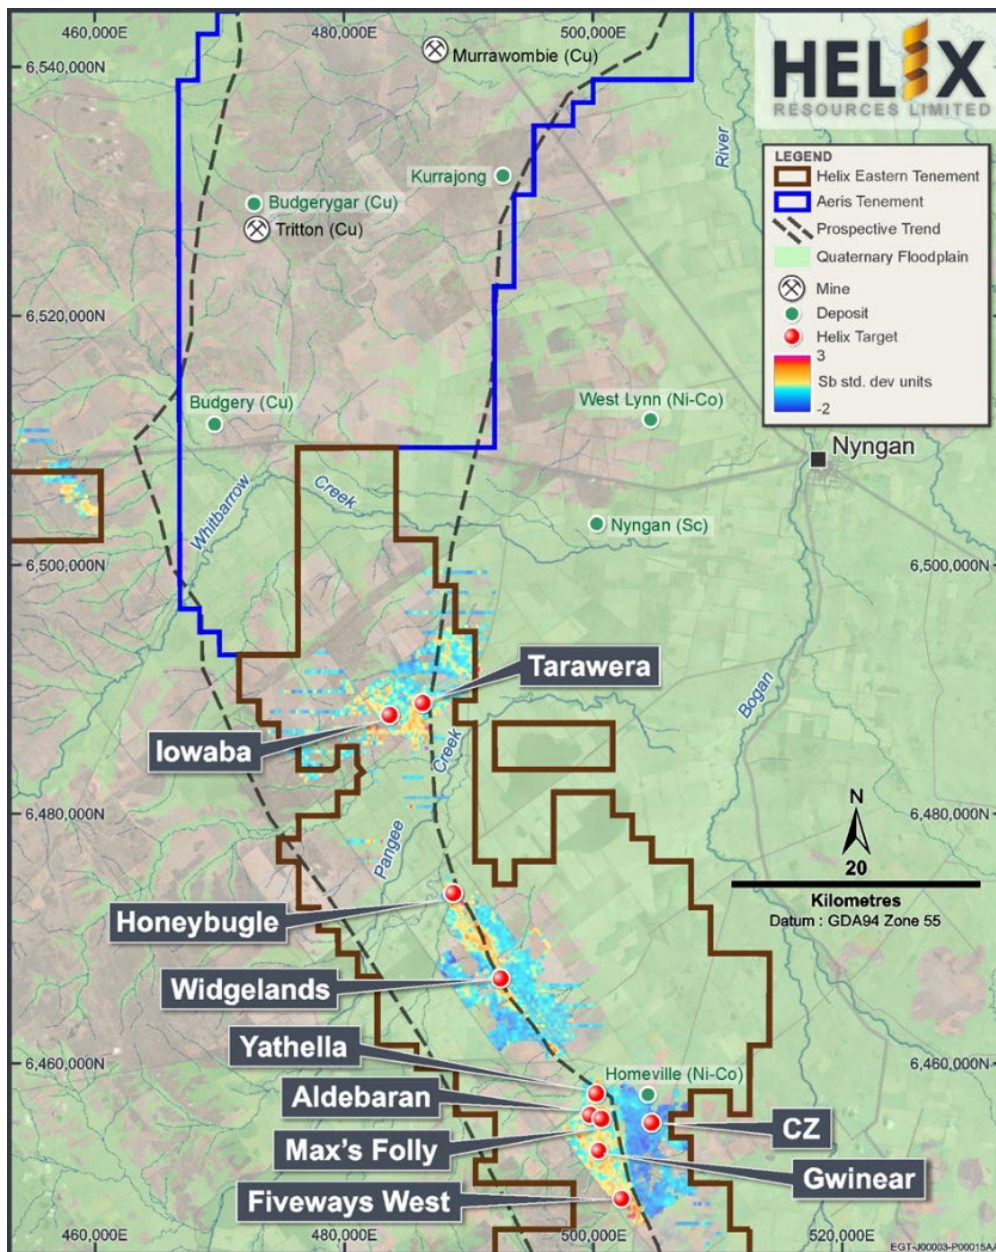 460,000E
480,000E
500,000E
6,540,000N
Murrawombie (Cu)
HELIX
RESOURCES LIMITED
River
LEGEND
Helix Eastern Tenement
Aeris Tenement
Prospective Trend
Quaternary Floodplain
Mine
Deposit
Helix Target
3
Sb std. dev units
-2
Kurrajong
Budgerygar (Cu)
Tritton (Cu)
6,520,000N
Budgery (Cu)
West Lynn (Ni-Co)
Nyngan
Whitbarrow
Creek
Nyngan (Sc)
6,500,000N
6,500,000N
Tarawera
Bogan
Iowaba
Creek
6,480,000N
6,480,000N
Pangee
N
20
Kilometres
Datum : GDA94 Zone 55
Honeybugle
Widgelands
Yathella
6,460,000N
Homeville (Ni-Co)
6,460,000N
Aldebaran
CZ
Max's Folly
Gwinear
Fiveways West
460,000E
480,000E
500,000E
520,000E
EGT-J00003-P00015A